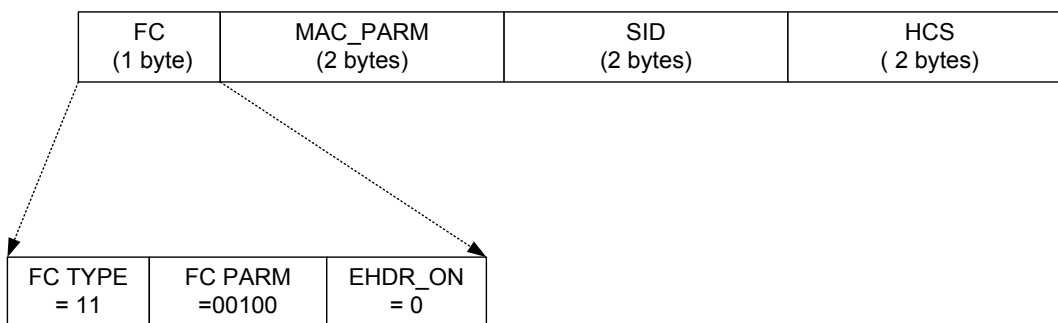 FC
(1 byte)
MAC_PARM
(2 bytes)
SID
(2 bytes)
HCS
( 2 bytes)
FC TYPE
= 11
FC PARM
=00100
EHDR_ON
= 0